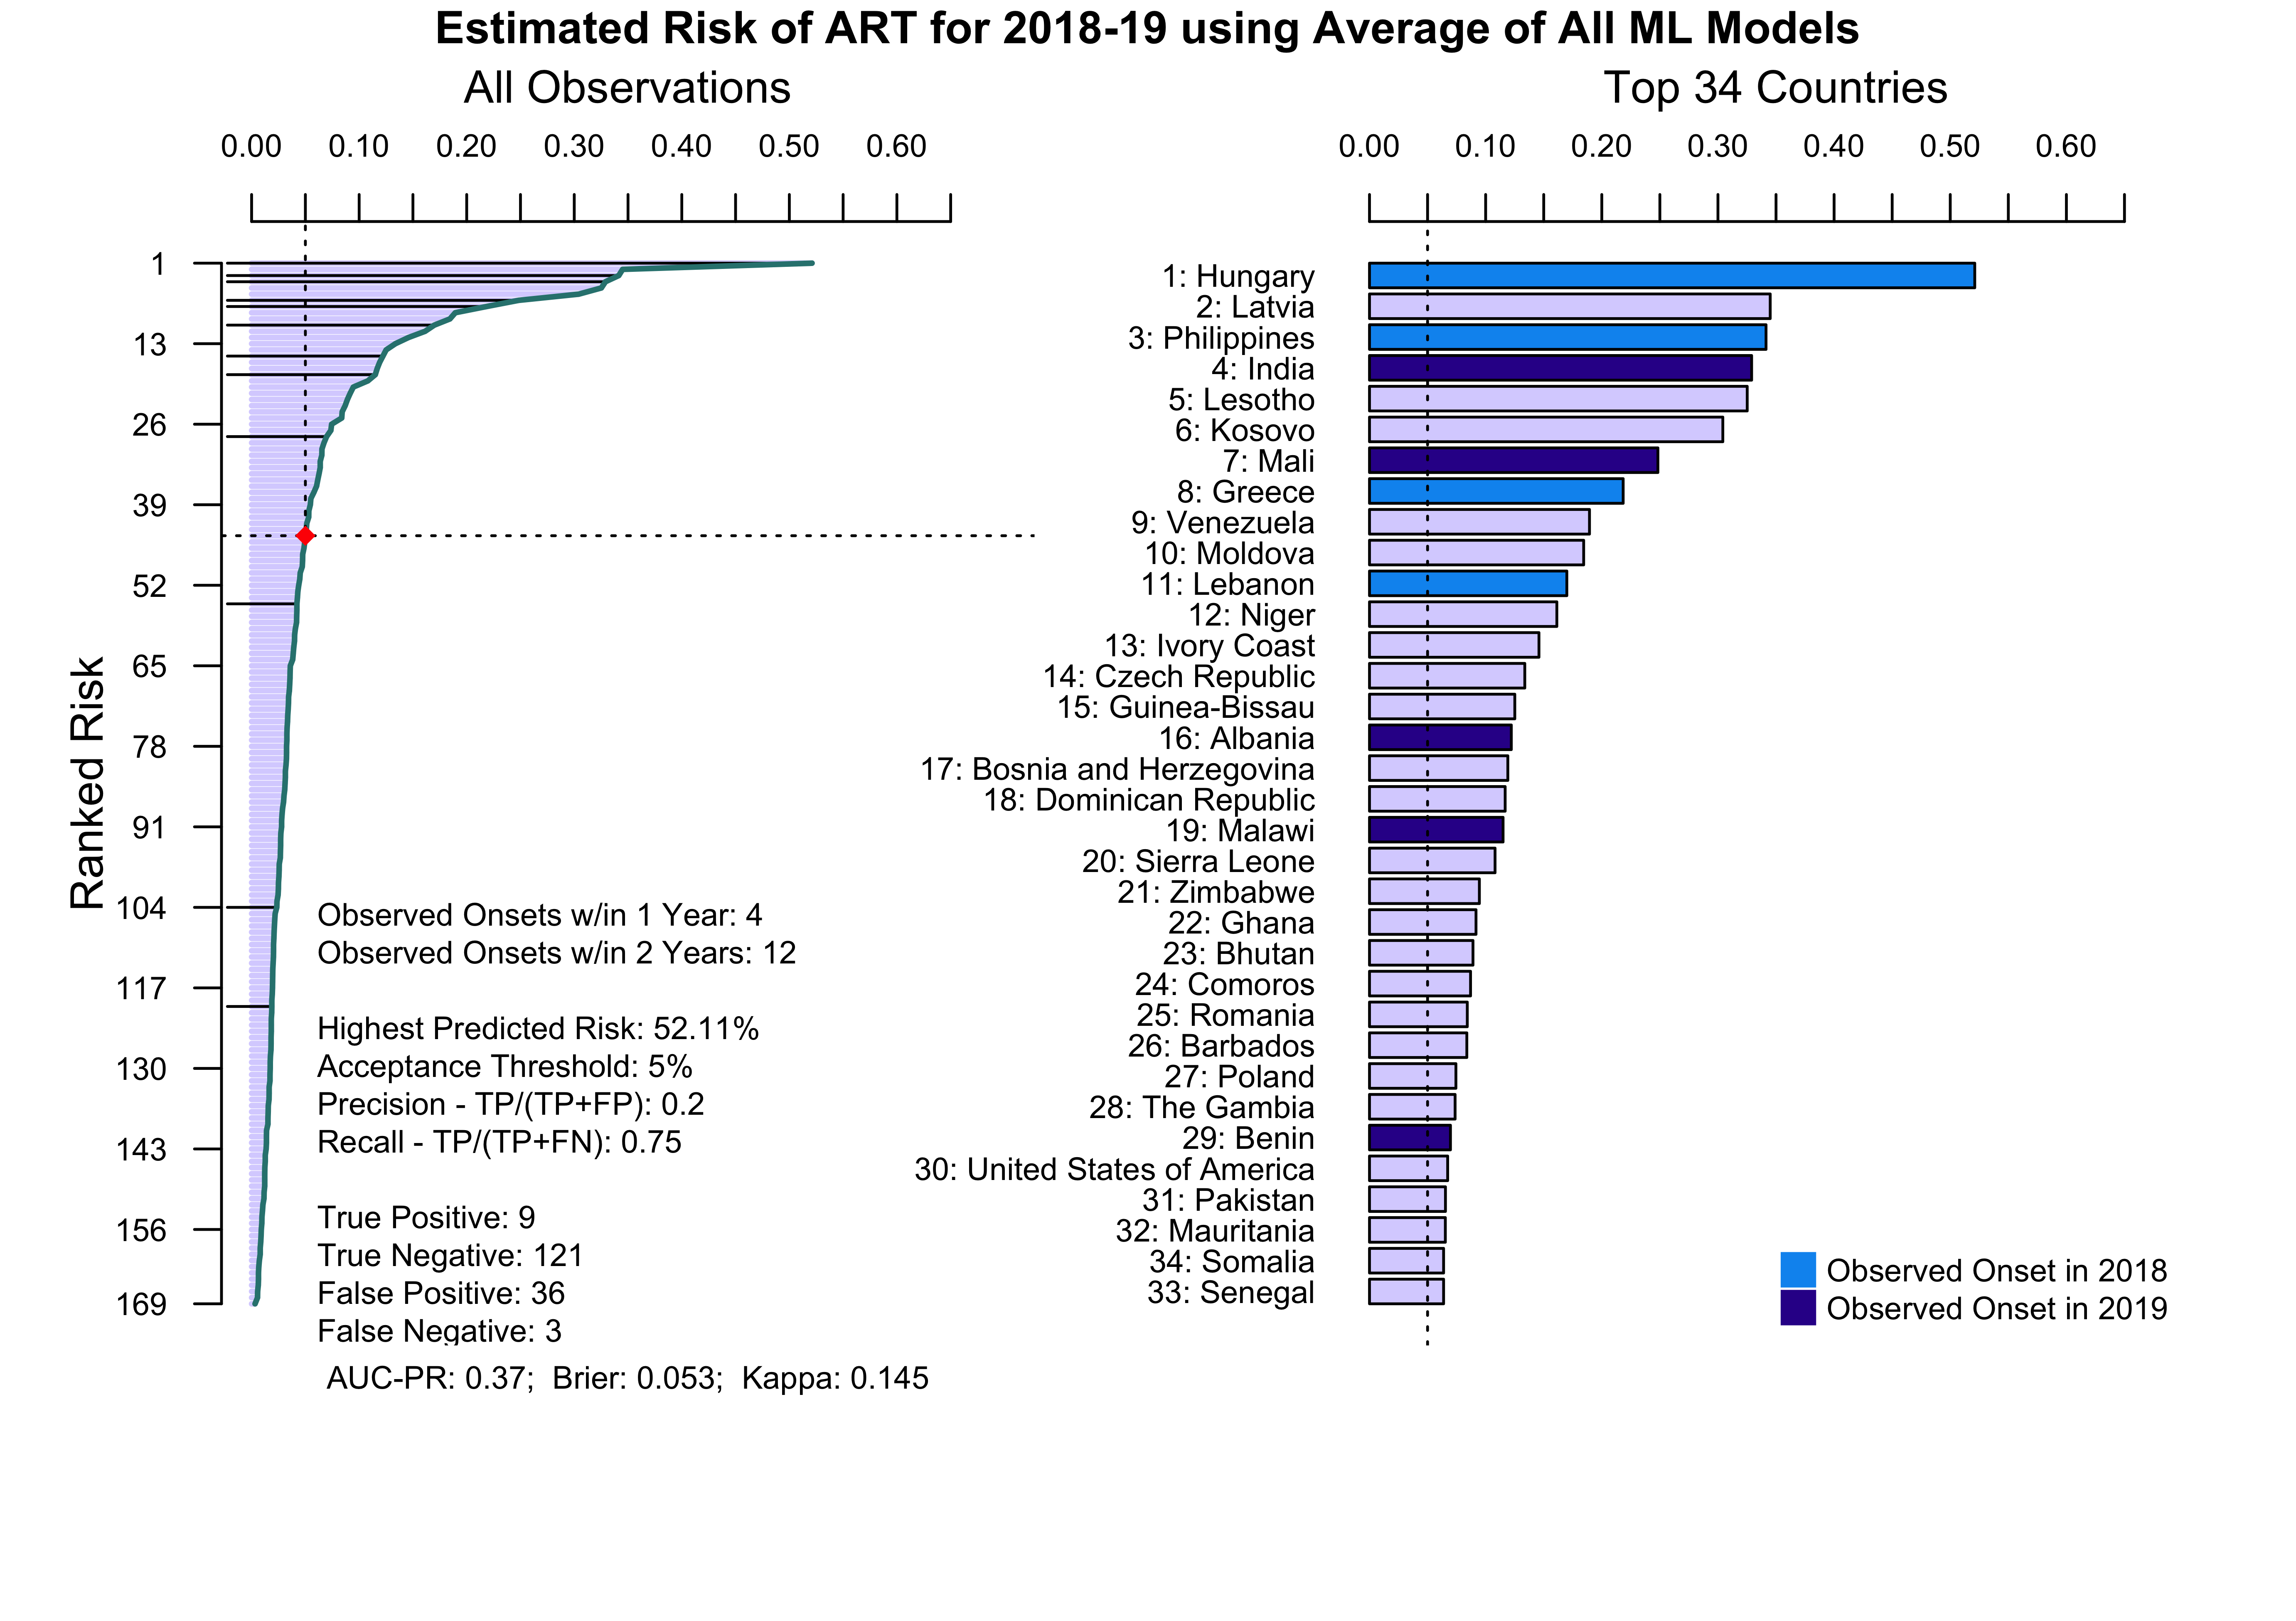 Estimated Risk of ART for 2018-19 using Average of All ML Models
All Observations
0.00 0.10 0.20 0.30 0.40 0.50 0.60
Ranked Risk
1
13
26
39
52
65
78
91
104
117
130
143
156
169
Observed Onsets w/in 1 Year: 4
Observed Onsets w/in 2 Years: 12
Highest Predicted Risk: 52.11%
Acceptance Threshold: 5%
Precision - TP/(TP+FP): 0.2
Recall - TP/(TP+FN): 0.75
True Positive: 9
True Negative: 121
False Positive: 36
False Negative: 3
AUC-PR: 0.37; Brier: 0.053; Kappa: 0.145
Top 34 Countries
0.00 0.10 0.20 0.30 0.40 0.50 0.60
1: Hungary
2: Latvia
3: Philippines
4: India
5: Lesotho
6: Kosovo
7: Mali
8: Greece
9: Venezuela
10: Moldova
11: Lebanon
12: Niger
13: Ivory Coast
14: Czech Republic
15: Guinea-Bissau
16: Albania
17: Bosnia and Herzegovina
18: Dominican Republic
19: Malawi
20: Sierra Leone
21: Zimbabwe
22: Ghana
23: Bhutan
24: Comoros
25: Romania
26: Barbados
27: Poland
28: The Gambia
29: Benin
30: United States of America
31: Pakistan
32: Mauritania
34: Somalia
33: Senegal
Observed Onset in 2018
Observed Onset in 2019